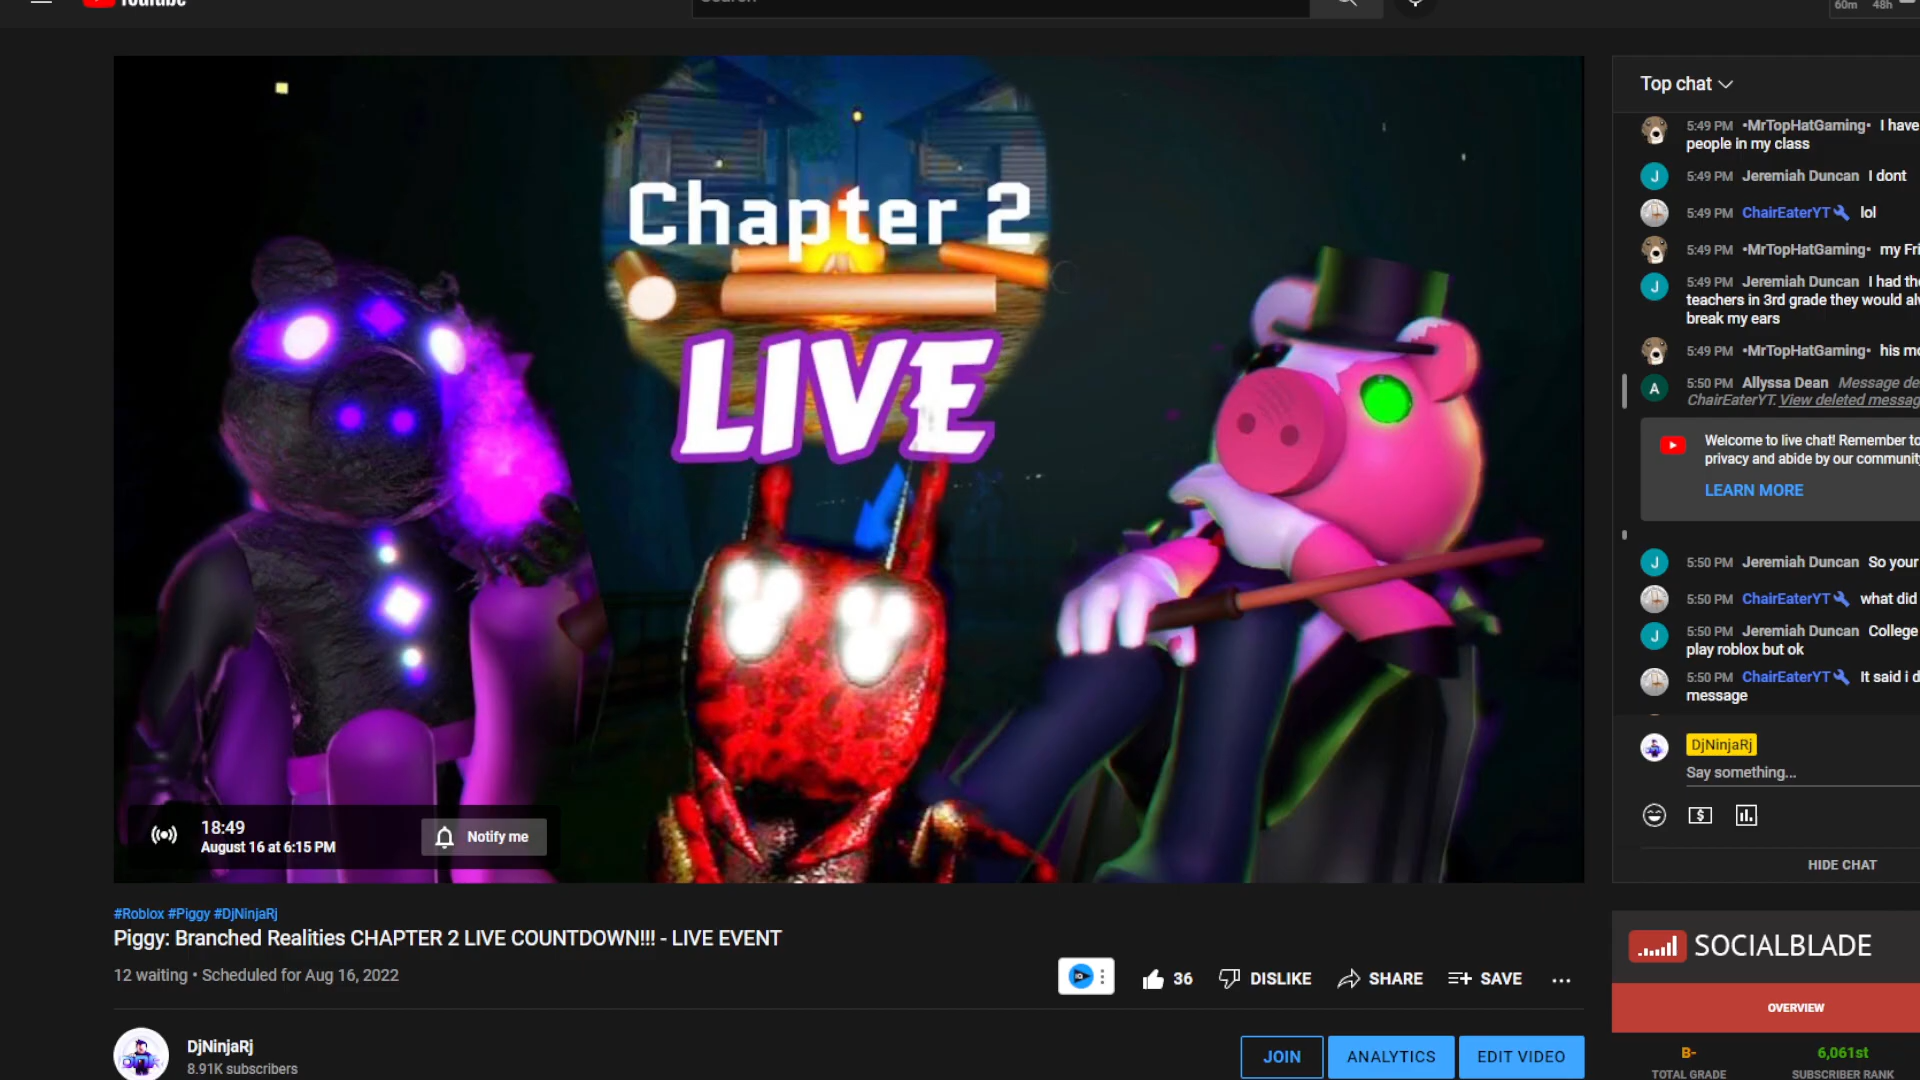 YouTube
Search
60m 48h
Chapter 2
LIVE
18:49
August 16 at 6:15 PM
Notify me
#Roblox #Piggy #DjNinjaRj
Piggy: Branched Realities CHAPTER 2 LIVE COUNTDOWN!!! - LIVE EVENT
12 waiting • Scheduled for Aug 16, 2022
36 DISLIKE SHARE SAVE
DjNinjaRj
8.91K subscribers
JOIN ANALYTICS EDIT VIDEO
Top chat
5:49 PM •MrTopHatGaming• I have
people in my class
J 5:49 PM Jeremiah Duncan I dont
5:49 PM ChairEaterYT lol
5:49 PM •MrTopHatGaming• my Fri
J 5:49 PM Jeremiah Duncan I had the
teachers in 3rd grade they would al
break my ears
5:49 PM •MrTopHatGaming• his mo
A 5:50 PM Allyssa Dean Message de
ChairEaterYT. View deleted messag
Welcome to live chat! Remember to
privacy and abide by our community
LEARN MORE
J 5:50 PM Jeremiah Duncan So your
5:50 PM ChairEaterYT what did
J 5:50 PM Jeremiah Duncan College
play roblox but ok
5:50 PM ChairEaterYT It said i d
message
DjNinjaRj
Say something...
HIDE CHAT
SOCIALBLADE
OVERVIEW
B- 6,061st
TOTAL GRADE SUBSCRIBER RANK